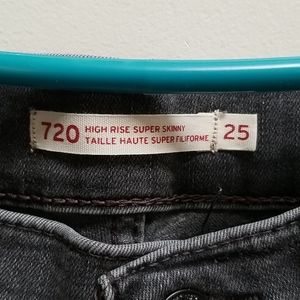 720
HIGH RISE SUPER SKINNY
TAILLE HAUTE SUPER FILIFORME
25